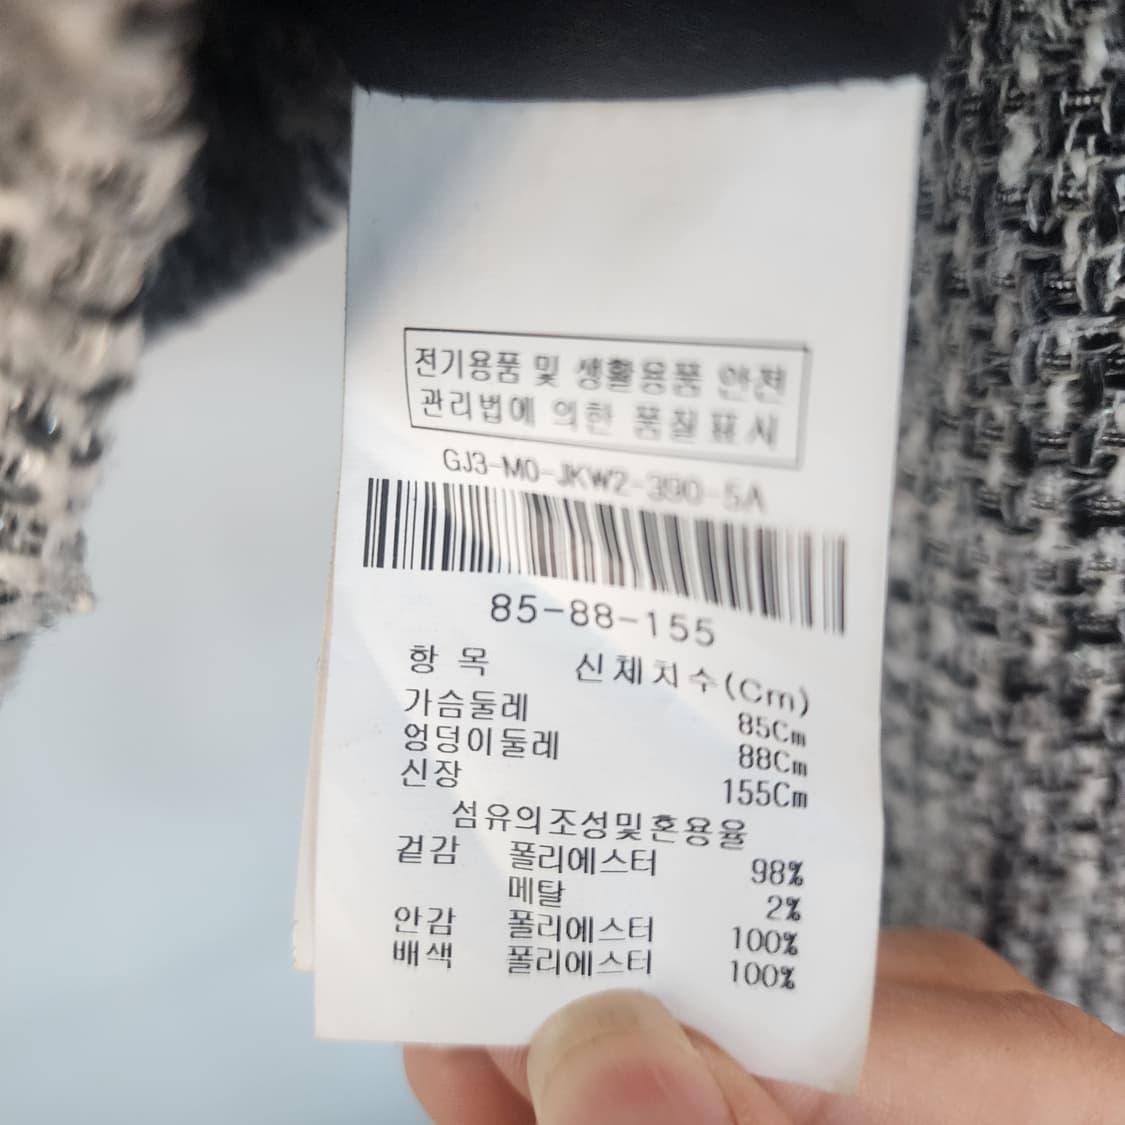 전기용품 및 생활용품 안전
관리법에 의한 품질표시
GJ3-M0-JKW2-390-5A
85-88-155
항 목 신체치수(Cm)
가슴둘레 85Cm
엉덩이둘레 88Cm
신장 155Cm
섬유의조성및혼용율
겉감 폴리에스터 98%
메탈 2%
안감 폴리에스터 100%
배색 폴리에스터 100%